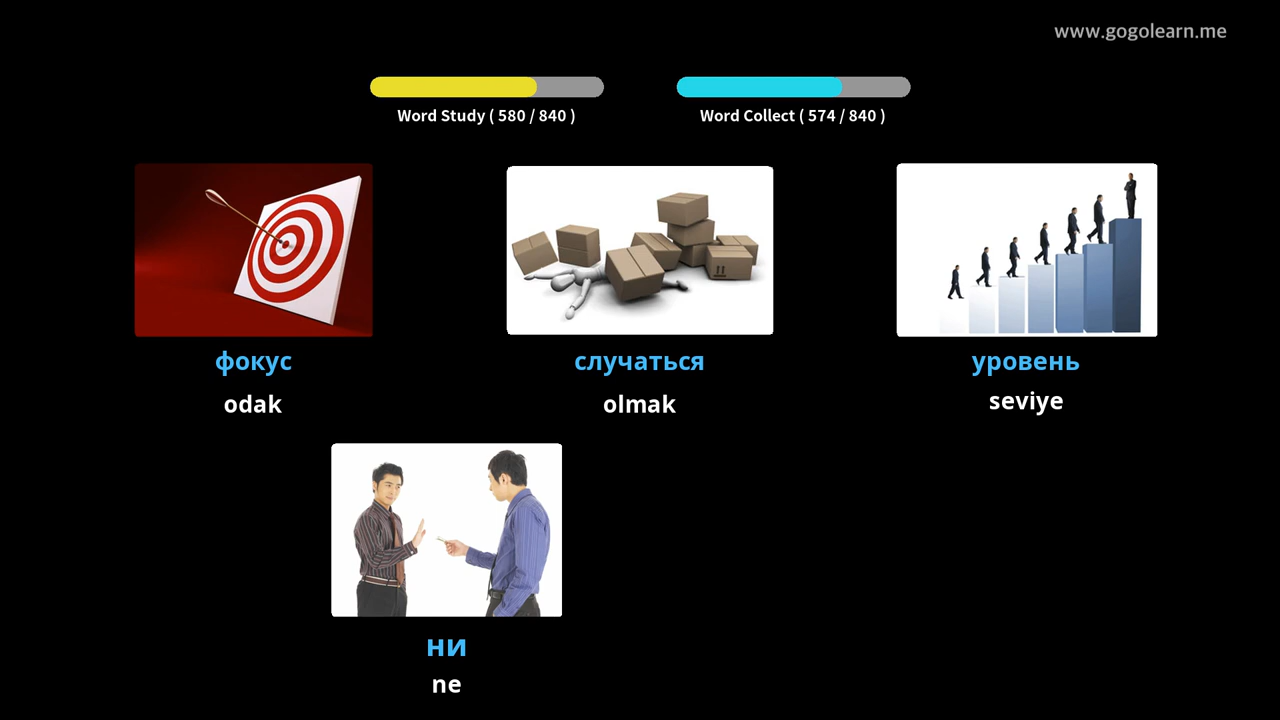 www.gogolearn.me
Word Study ( 580 / 840 )
Word Collect ( 574 / 840 )
фокус
odak
случаться
olmak
уровень
seviye
ни
ne